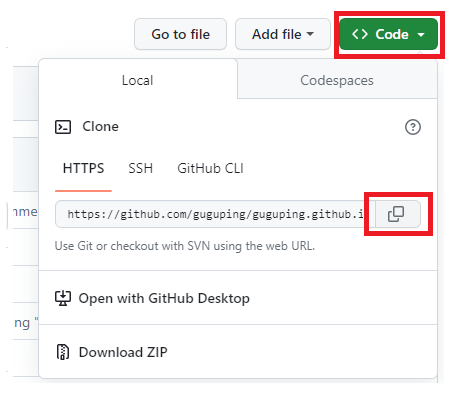 Go to file
Add file
<> Code
Local
Codespaces
Clone
HTTPS
SSH
GitHub CLI
https://github.com/guguping/guguping.github.i
Use Git or checkout with SVN using the web URL.
Open with GitHub Desktop
ng "
Download ZIP